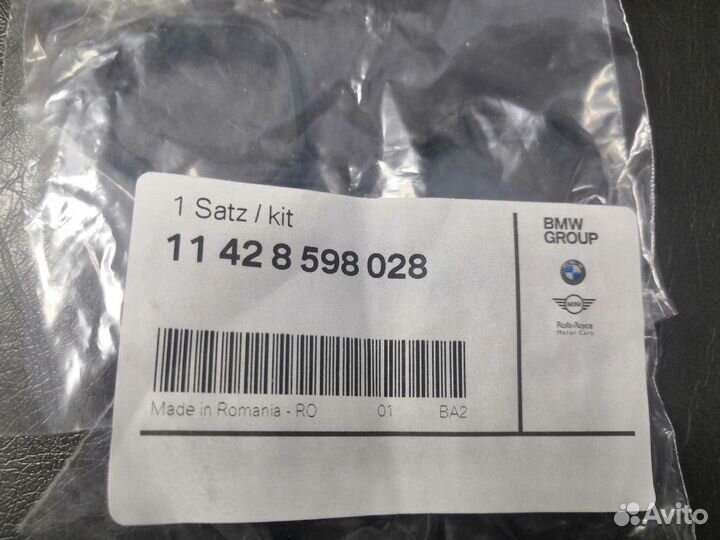 1 Satz / kit
11 42 8 598 028
Made in Romania - RO 01 BA2
BMW
GROUP
MINI
Rolls-Royce
Motor Cars
Avito